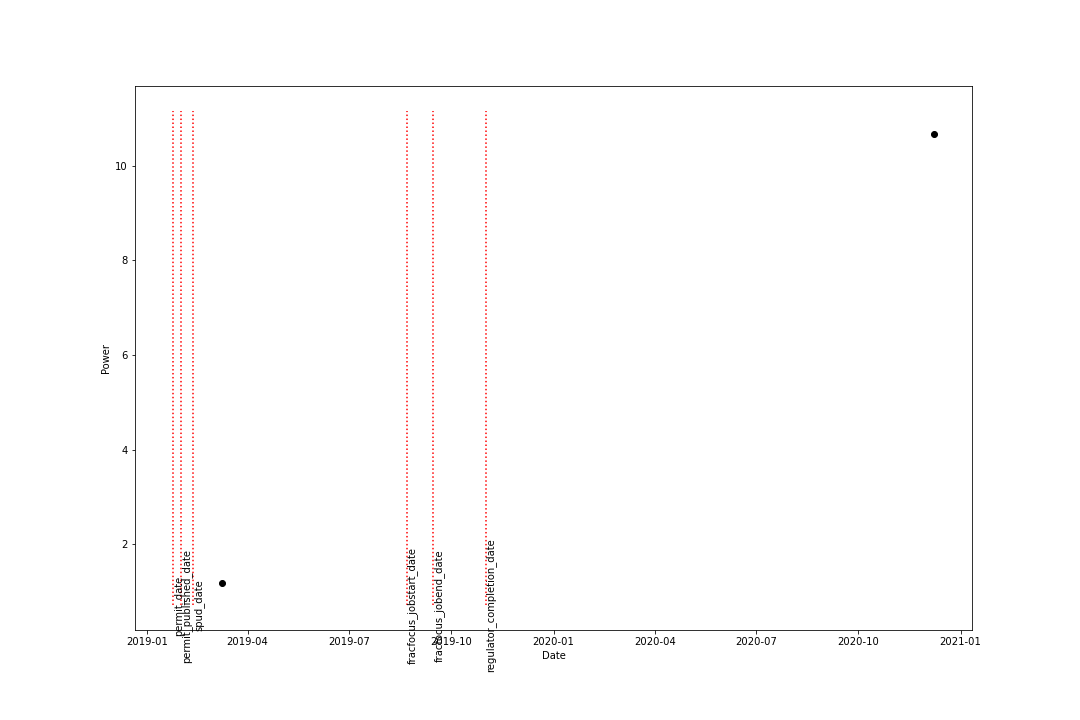 10
8
6
4
2
Power
permit_date
permit_published_date
spud_date
fracfocus_jobstart_date
fracfocus_jobend_date
regulator_completion_date
2019-01
2019-04
2019-07
2019-10
2020-01
2020-04
2020-07
2020-10
2021-01
Date